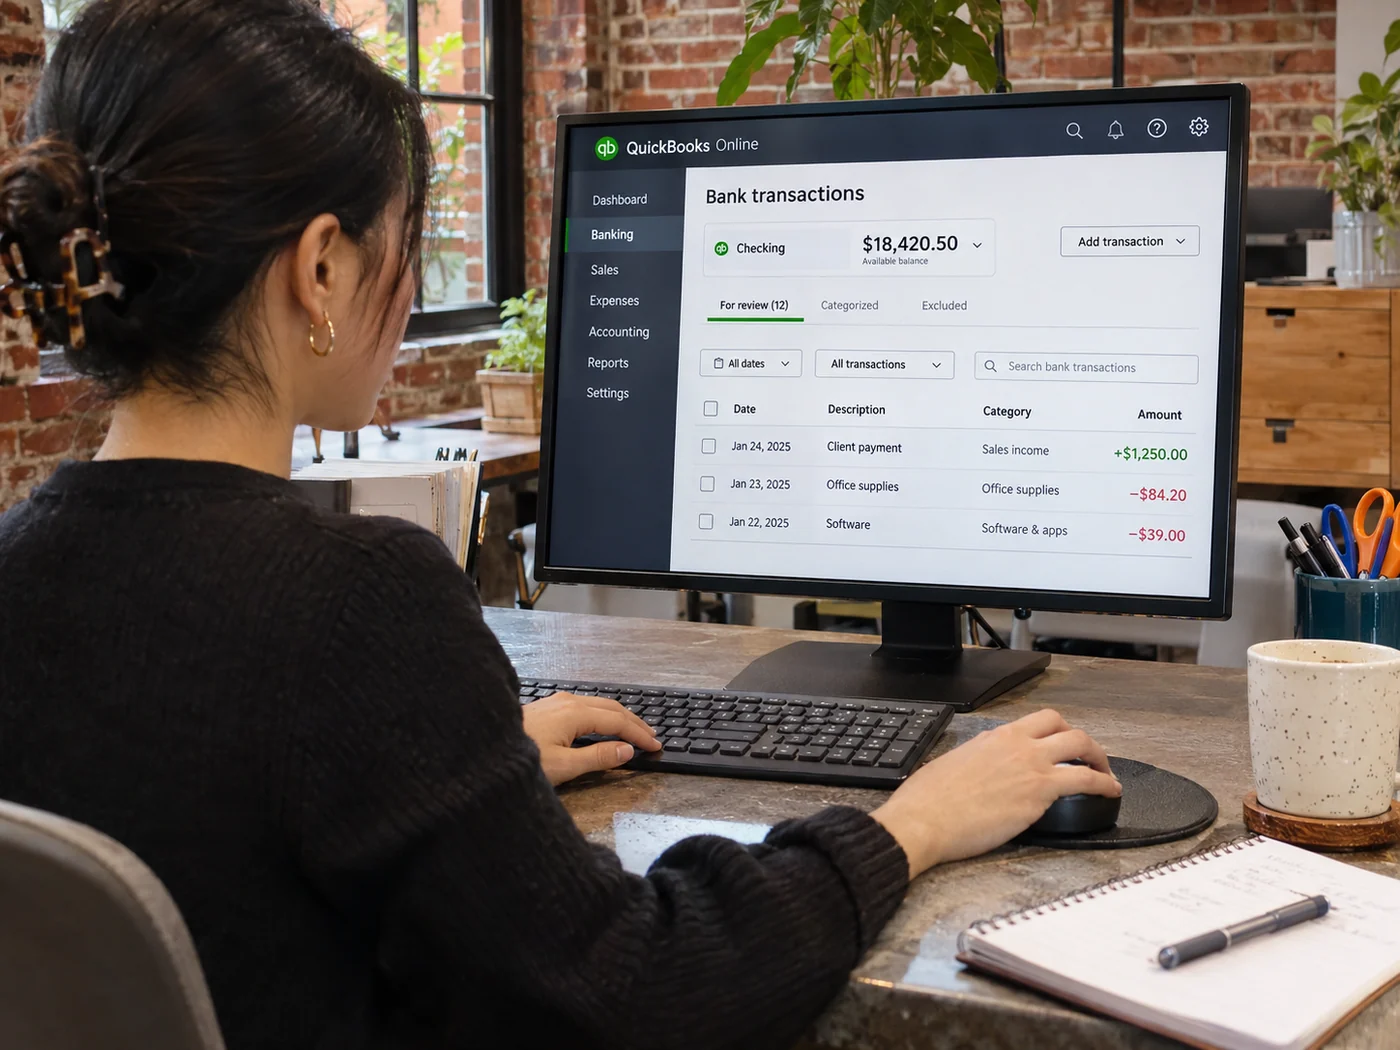 qb QuickBooks Online
Dashboard
Banking
Sales
Expenses
Accounting
Reports
Settings
Bank transactions
qb Checking
$18,420.50
Available balance
Add transaction
For review (12) Categorized Excluded
All dates All transactions Search bank transactions
Date Description Category Amount
Jan 24, 2025 Client payment Sales income +$1,250.00
Jan 23, 2025 Office supplies Office supplies −$84.20
Jan 22, 2025 Software Software & apps −$39.00